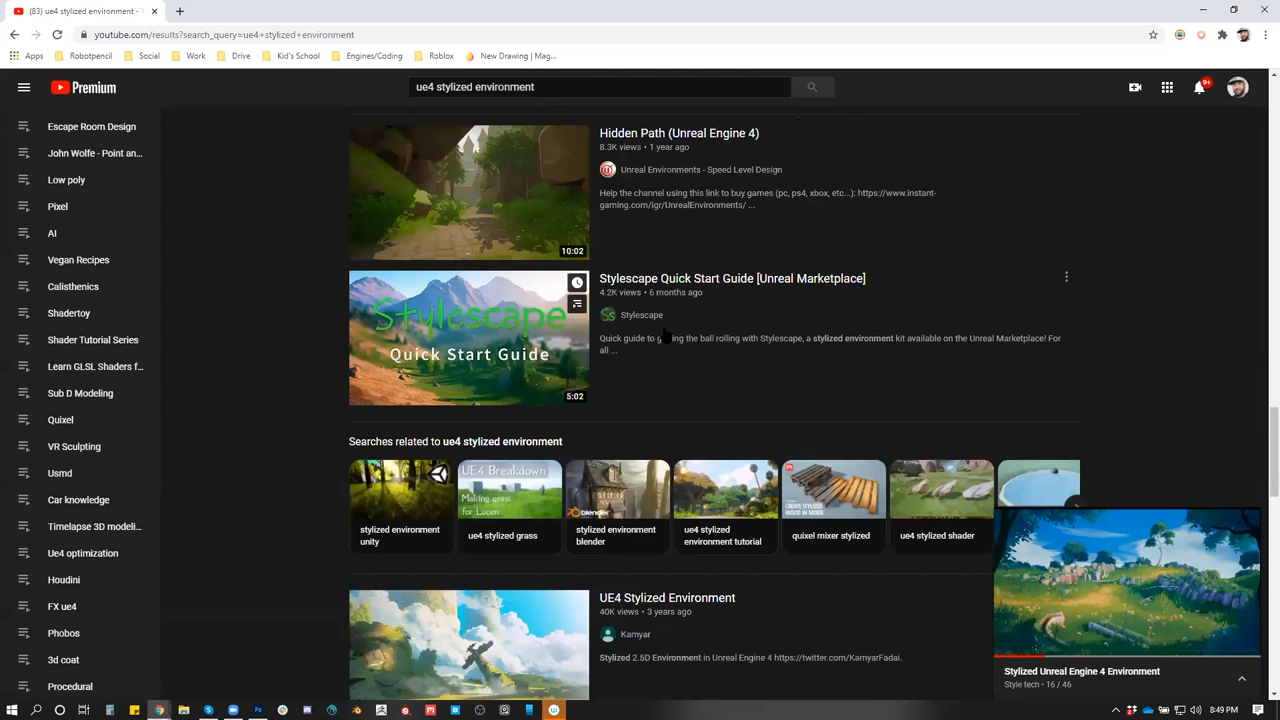 (83) ue4 stylized environment - Y
youtube.com/results?search_query=ue4+stylized+environment
Apps
Robotpencil
Social
Work
Drive
Kid's School
Engines/Coding
Roblox
New Drawing | Mag...
Premium
ue4 stylized environment
9+
Escape Room Design
John Wolfe - Point an...
Low poly
Pixel
AI
Vegan Recipes
Calisthenics
Shadertoy
Shader Tutorial Series
Learn GLSL Shaders f...
Sub D Modeling
Quixel
VR Sculpting
Usmd
Car knowledge
Timelapse 3D modeli...
Ue4 optimization
Houdini
FX ue4
Phobos
3d coat
Procedural
Hidden Path (Unreal Engine 4)
8.3K views • 1 year ago
Unreal Environments - Speed Level Design
Help the channel using this link to buy games (pc, ps4, xbox, etc...): https://www.instant-
gaming.com/igr/UnrealEnvironments/ ...
10:02
Stylescape
Quick Start Guide
5:02
Stylescape Quick Start Guide [Unreal Marketplace]
4.2K views • 6 months ago
Stylescape
Quick guide to the ball rolling with Stylescape, a stylized environment kit available on the Unreal Marketplace! For
all ...
Searches related to ue4 stylized environment
stylized environment
unity
UE4 Breakdown
Making grass
for Lucen
ue4 stylized grass
blender
stylized environment
blender
ue4 stylized
environment tutorial
CREATE STYLIZED
WOOD IN MIXER
quixel mixer stylized
ue4 stylized shader
UE4 Stylized Environment
40K views • 3 years ago
Kamyar
Stylized 2.5D Environment in Unreal Engine 4 https://twitter.com/KamyarFadai.
Stylized Unreal Engine 4 Environment
Style tech • 16 / 46
8:49 PM